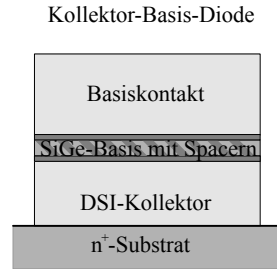 Kollektor-Basis-Diode
Basiskontakt
SiGe-Basis mit Spacern
DSI-Kollektor
n⁺-Substrat